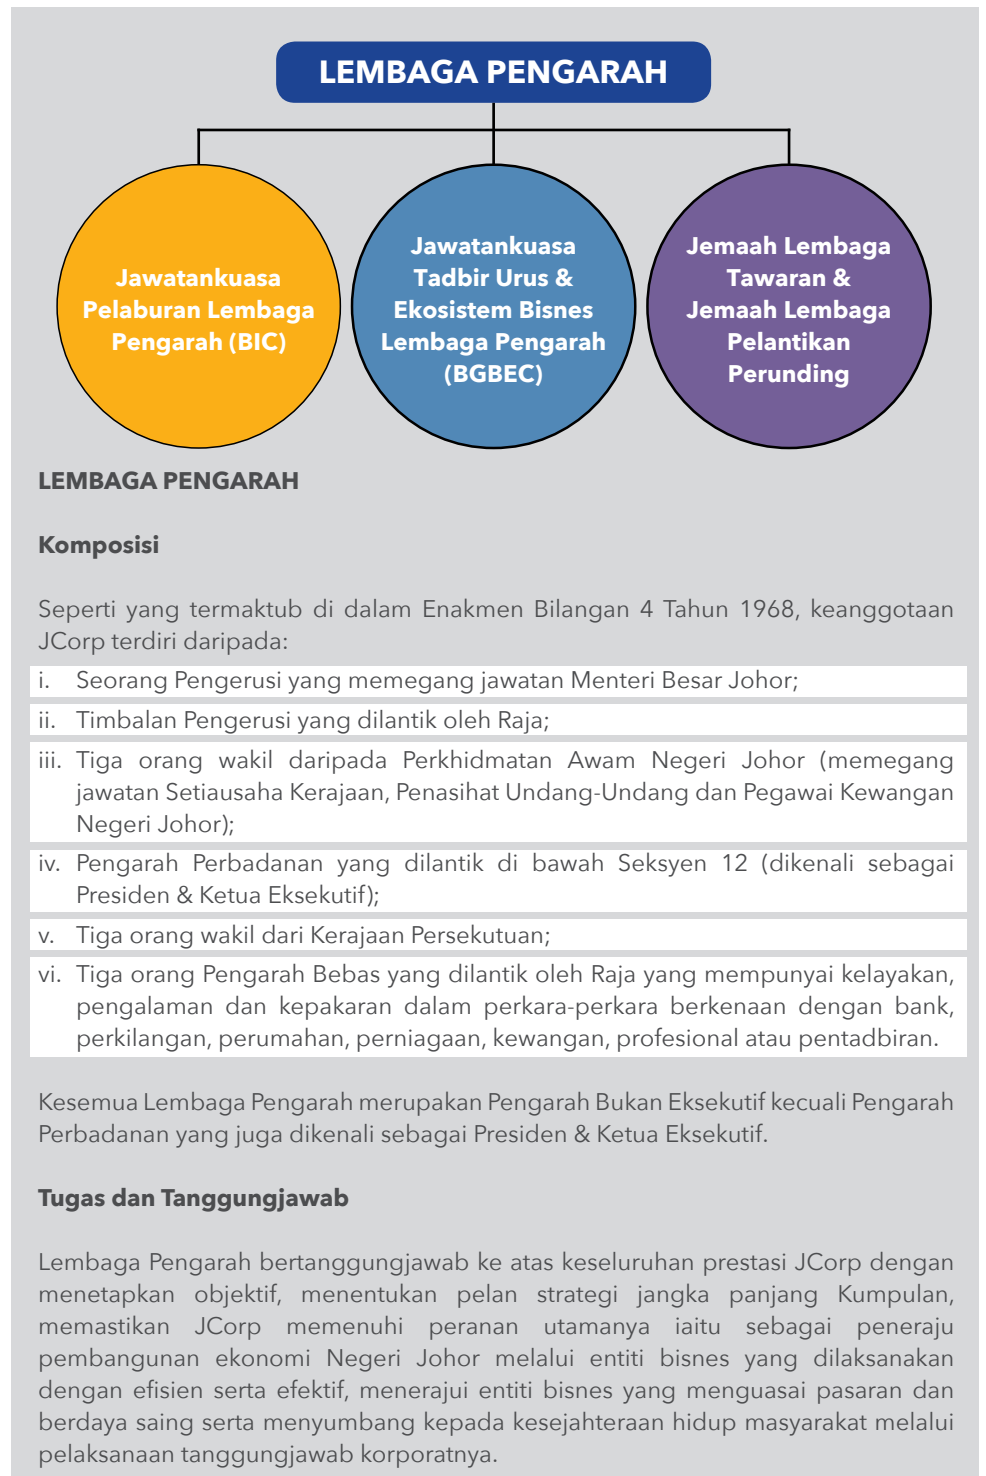 LEMBAGA PENGARAH
Jawatankuasa
Pelaburan Lembaga
Pengarah (BIC)
Jawatankuasa
Tadbir Urus &
Ekosistem Bisnes
Lembaga Pengarah
(BGBEC)
Jemaah Lembaga
Tawaran &
Jemaah Lembaga
Pelantikan
Perunding
LEMBAGA PENGARAH
Komposisi
Seperti yang termaktub di dalam Enakmen Bilangan 4 Tahun 1968, keanggotaan
JCorp terdiri daripada:
i. Seorang Pengerusi yang memegang jawatan Menteri Besar Johor;
ii. Timbalan Pengerusi yang dilantik oleh Raja;
iii. Tiga orang wakil daripada Perkhidmatan Awam Negeri Johor (memegang
jawatan Setiausaha Kerajaan, Penasihat Undang-Undang dan Pegawai Kewangan
Negeri Johor);
iv. Pengarah Perbadanan yang dilantik di bawah Seksyen 12 (dikenali sebagai
Presiden & Ketua Eksekutif);
v. Tiga orang wakil dari Kerajaan Persekutuan;
vi. Tiga orang Pengarah Bebas yang dilantik oleh Raja yang mempunyai kelayakan,
pengalaman dan kepakaran dalam perkara-perkara berkenaan dengan bank,
perkilangan, perumahan, perniagaan, kewangan, profesional atau pentadbiran.
Kesemua Lembaga Pengarah merupakan Pengarah Bukan Eksekutif kecuali Pengarah
Perbadanan yang juga dikenali sebagai Presiden & Ketua Eksekutif.
Tugas dan Tanggungjawab
Lembaga Pengarah bertanggungjawab ke atas keseluruhan prestasi JCorp dengan
menetapkan objektif, menentukan pelan strategi jangka panjang Kumpulan,
memastikan JCorp memenuhi peranan utamanya iaitu sebagai peneraju
pembangunan ekonomi Negeri Johor melalui entiti bisnes yang dilaksanakan
dengan efisien serta efektif, menerajui entiti bisnes yang menguasai pasaran dan
berdaya saing serta menyumbang kepada kesejahteraan hidup masyarakat melalui
pelaksanaan tanggungjawab korporatnya.